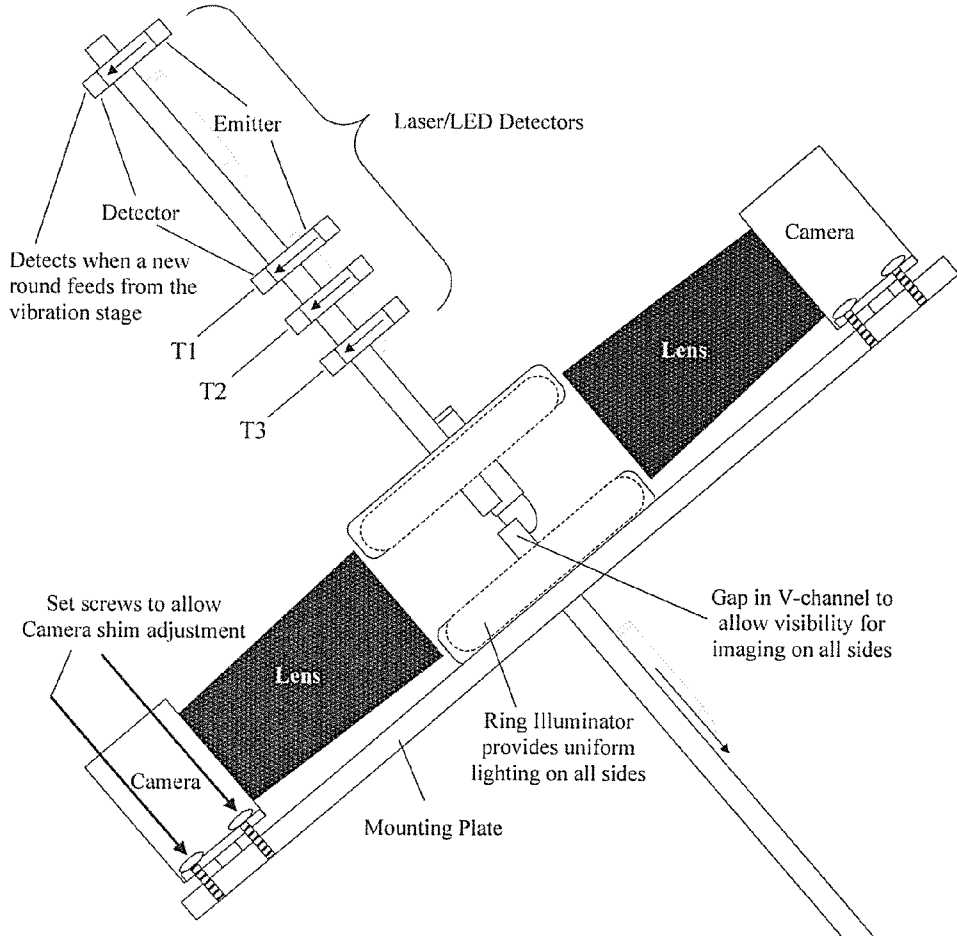 Emitter
Laser/LED Detectors
Detector
Detects when a new
round feeds from the
vibration stage
T1
T2
T3
Camera
Lens
Gap in V-channel to
allow visibility for
imaging on all sides
Set screws to allow
Camera shim adjustment
Lens
Ring Illuminator
provides uniform
lighting on all sides
Camera
Mounting Plate